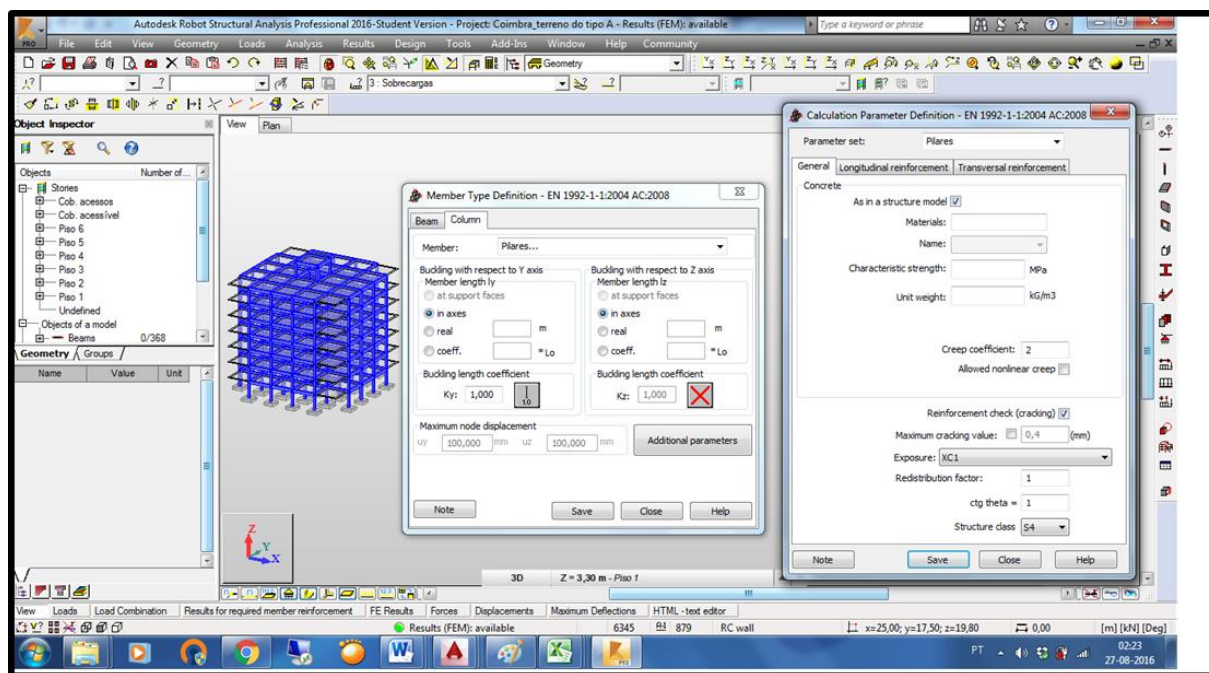 Autodesk Robot Structural Analysis Professional 2016-Student Version - Project: Coimbra_terreno do tipo A - Results (FEM): available
Type a keyword or phrase
PRO
File Edit View Geometry Loads Analysis Results Design Tools Add-Ins Window Help Community
Geometry
3 : Sobrecargas
Object Inspector
View Plan
Objects Number of...
Stories
Cob. acessos
Cob. acessível
Piso 6
Piso 5
Piso 4
Piso 3
Piso 2
Piso 1
Undefined
Objects of a model
Beams 0/368
Geometry Groups
Name Value Unit
Member Type Definition - EN 1992-1-1:2004 AC:2008
Beam Column
Member: Pilares...
Buckling with respect to Y axis Buckling with respect to Z axis
Member length ly Member length lz
at support faces at support faces
in axes in axes
real m real m
coeff. *Lo coeff. *Lo
Buckling length coefficient Buckling length coefficient
Ky: 1,000 1.0 Kz: 1,000
Maximum node displacement
uy 100,000 mm uz 100,000 mm
Additional parameters
Note Save Close Help
Calculation Parameter Definition - EN 1992-1-1:2004 AC:2008
Parameter set: Pilares
General Longitudinal reinforcement Transversal reinforcement
Concrete
As in a structure model
Materials:
Name:
Characteristic strength: MPa
Unit weight: kG/m3
Creep coefficient: 2
Allowed nonlinear creep
Reinforcement check (cracking)
Maximum cracking value: 0,4 (mm)
Exposure: XC1
Redistribution factor: 1
ctg theta = 1
Structure class S4
Note Save Close Help
Z
Y
X
3D Z = 3,30 m - Piso 1
View Loads Load Combination Results for required member reinforcement FE Results Forces Displacements Maximum Deflections HTML -text editor
Results (FEM): available 6345 879 RC wall x=25,00; y=17,50; z=19,80 0,00 [m] [kN] [Deg]
PT 02:23
27-08-2016